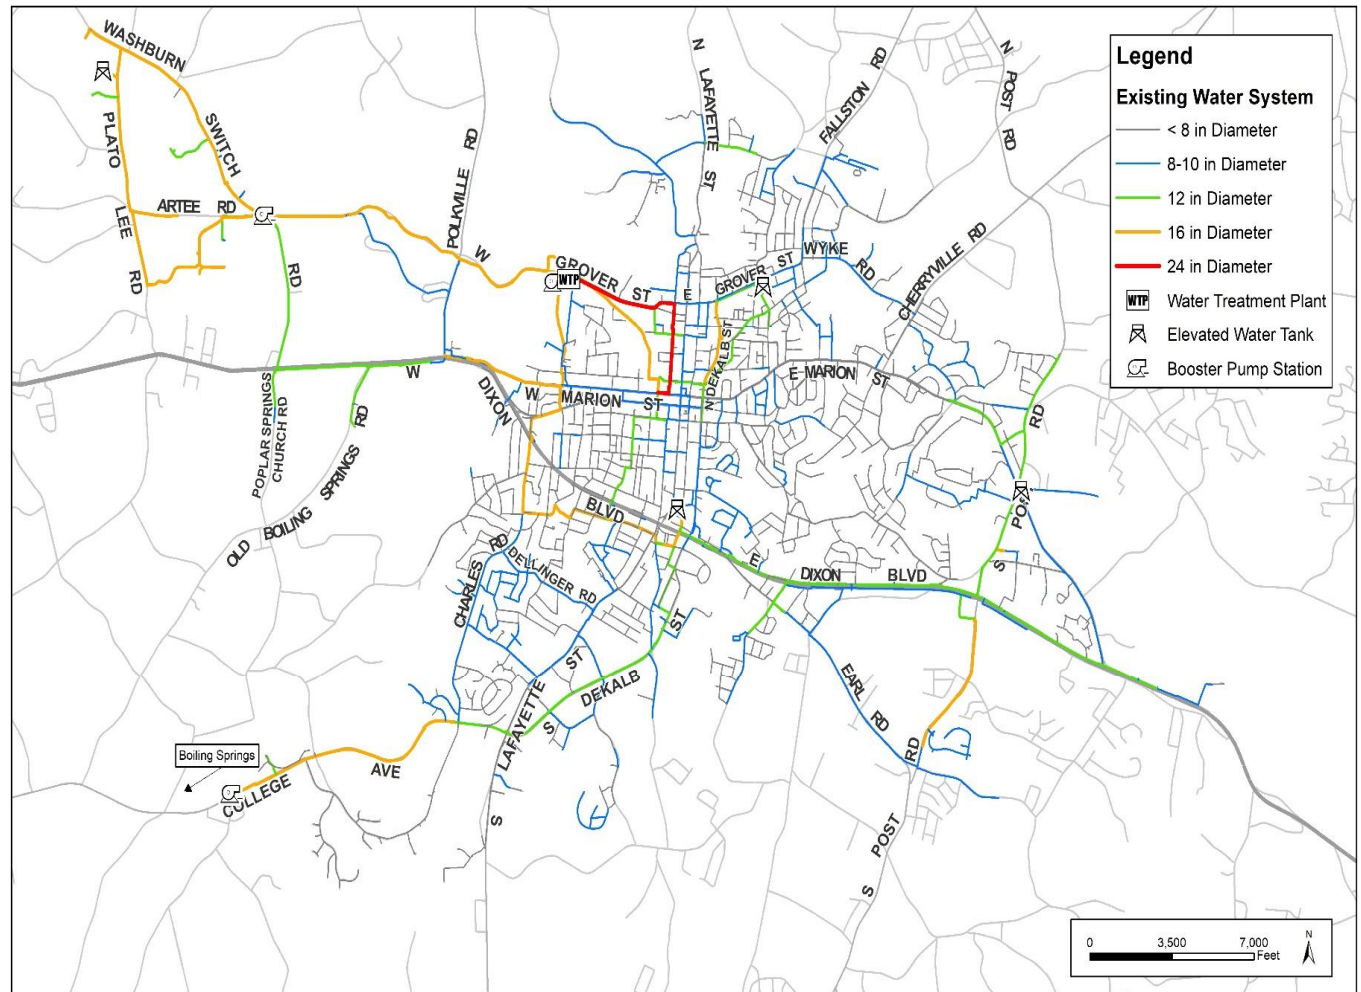 WASHBURN
SWITCH
PLATO
LEE
RD
ARTEE RD
RD
POLKVILLE RD
W
GROVER ST
WTP
E
GROVER ST
N LAFAYETTE ST
FALLSTON RD
N POST RD
WYKE RD
CHERRYVILLE RD
N DEKALB ST
E MARION ST
W MARION ST
W
DIXON
BLVD
E DIXON BLVD
POPLAR SPRINGS
CHURCH RD
OLD BOILING SPRINGS RD
CHARLES RD
DELLINGER RD
S LAFAYETTE ST
S DEKALB ST
S POST RD
EARL RD
S POST RD
COLLEGE AVE
Boiling Springs
Legend
Existing Water System
< 8 in Diameter
8-10 in Diameter
12 in Diameter
16 in Diameter
24 in Diameter
WTP Water Treatment Plant
Elevated Water Tank
Booster Pump Station
0 3,500 7,000
Feet
N